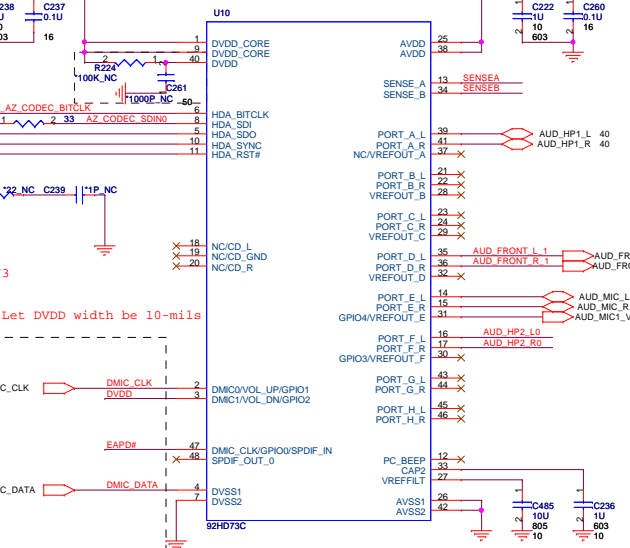 238 C237 U10 C222 C260
U 0.1U 1U 0.1U
603 16 10 16
603
1 DVDD_CORE AVDD 25
9 DVDD_CORE AVDD 38
40 DVDD
R224 1 2
*100K_NC C261
*1000P_NC
50
SENSE_A 13 SENSEA
SENSE_B 34 SENSEB
AZ_CODEC_BITCLK 6 HDA_BITCLK
1 2 33 AZ_CODEC_SDIN0 8 HDA_SDI
5 HDA_SDO
10 HDA_SYNC
11 HDA_RST#
PORT_A_L 39 AUD_HP1_L 40
PORT_A_R 41 AUD_HP1_R 40
NC/VREFOUT_A 37
PORT_B_L 21
PORT_B_R 22
VREFOUT_B 28
*22_NC C239 *1P_NC
PORT_C_L 23
PORT_C_R 24
VREFOUT_C 29
18 NC/CD_L
19 NC/CD_GND
20 NC/CD_R
PORT_D_L 35 AUD_FRONT_L_1 AUD_FR
PORT_D_R 36 AUD_FRONT_R_1 AUD_FRO
VREFOUT_D 32
3
PORT_E_L 14 AUD_MIC_L
PORT_E_R 15 AUD_MIC_R
GPIO4/VREFOUT_E 31 AUD_MIC1_V
Let DVDD width be 10-mils
PORT_F_L 16 AUD_HP2_L0
PORT_F_R 17 AUD_HP2_R0
GPIO3/VREFOUT_F 30
PORT_G_L 43
PORT_G_R 44
C_CLK DMIC_CLK 2 DMIC0/VOL_UP/GPIO1
DVDD 3 DMIC1/VOL_DN/GPIO2
PORT_H_L 45
PORT_H_R 46
EAPD# 47 DMIC_CLK/GPIO0/SPDIF_IN
48 SPDIF_OUT_0
PC_BEEP 12
CAP2 33
VREFFILT 27
C_DATA DMIC_DATA 4 DVSS1
7 DVSS2
AVSS1 26
AVSS2 42
C485 C236
10U 1U
805 603
10 10
92HD73C